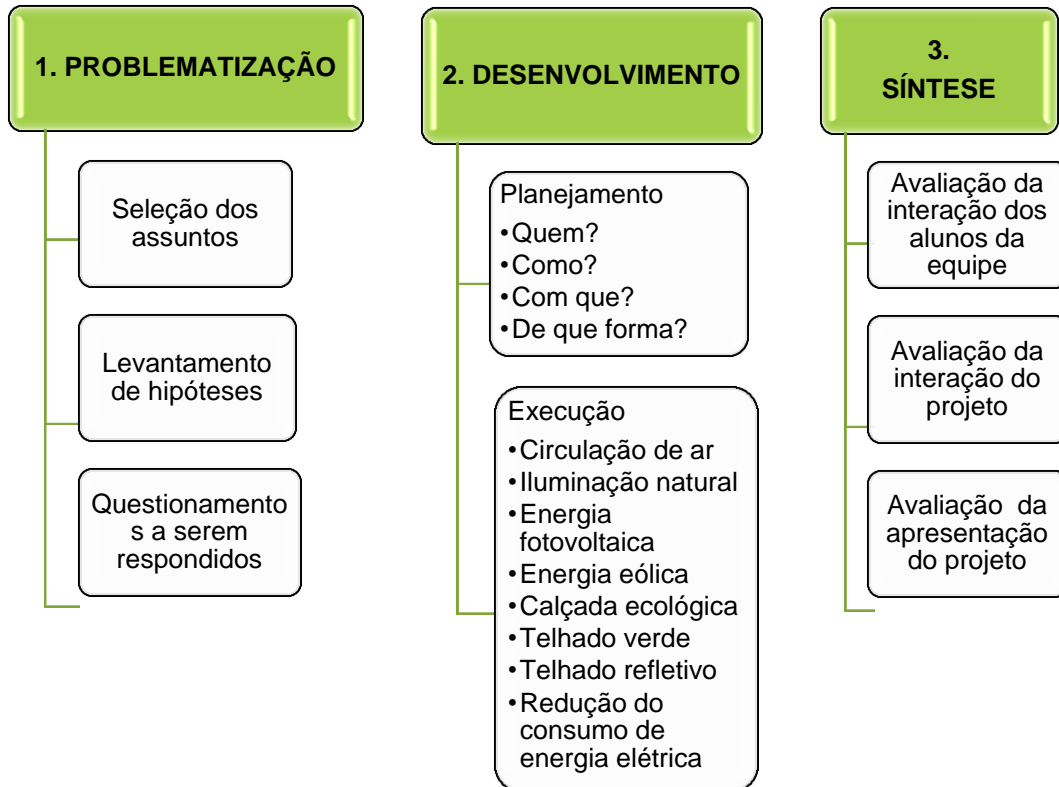 1. PROBLEMATIZAÇÃO
Seleção dos
assuntos
Levantamento
de hipóteses
Questionamento
s a serem
respondidos
2. DESENVOLVIMENTO
Planejamento
•Quem?
•Como?
•Com que?
•De que forma?
Execução
•Circulação de ar
•Iluminação natural
•Energia
fotovoltaica
•Energia eólica
•Calçada ecológica
•Telhado verde
•Telhado refletivo
•Redução do
consumo de
energia elétrica
3.
SÍNTESE
Avaliação da
interação dos
alunos da
equipe
Avaliação da
interação do
projeto
Avaliação da
apresentação
do projeto